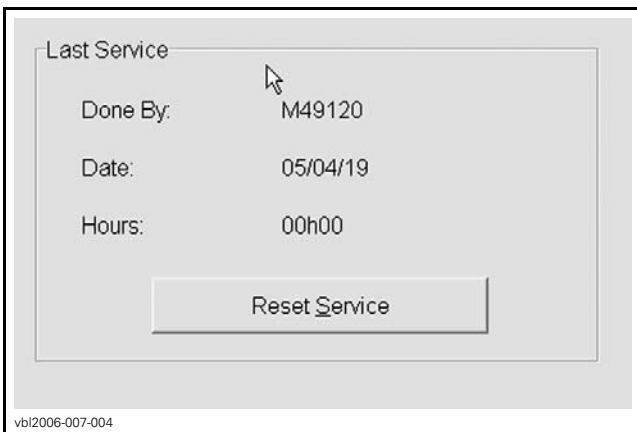 Last Service
Done By: M49120
Date: 05/04/19
Hours: 00h00
Reset Service
vbl2006-007-004